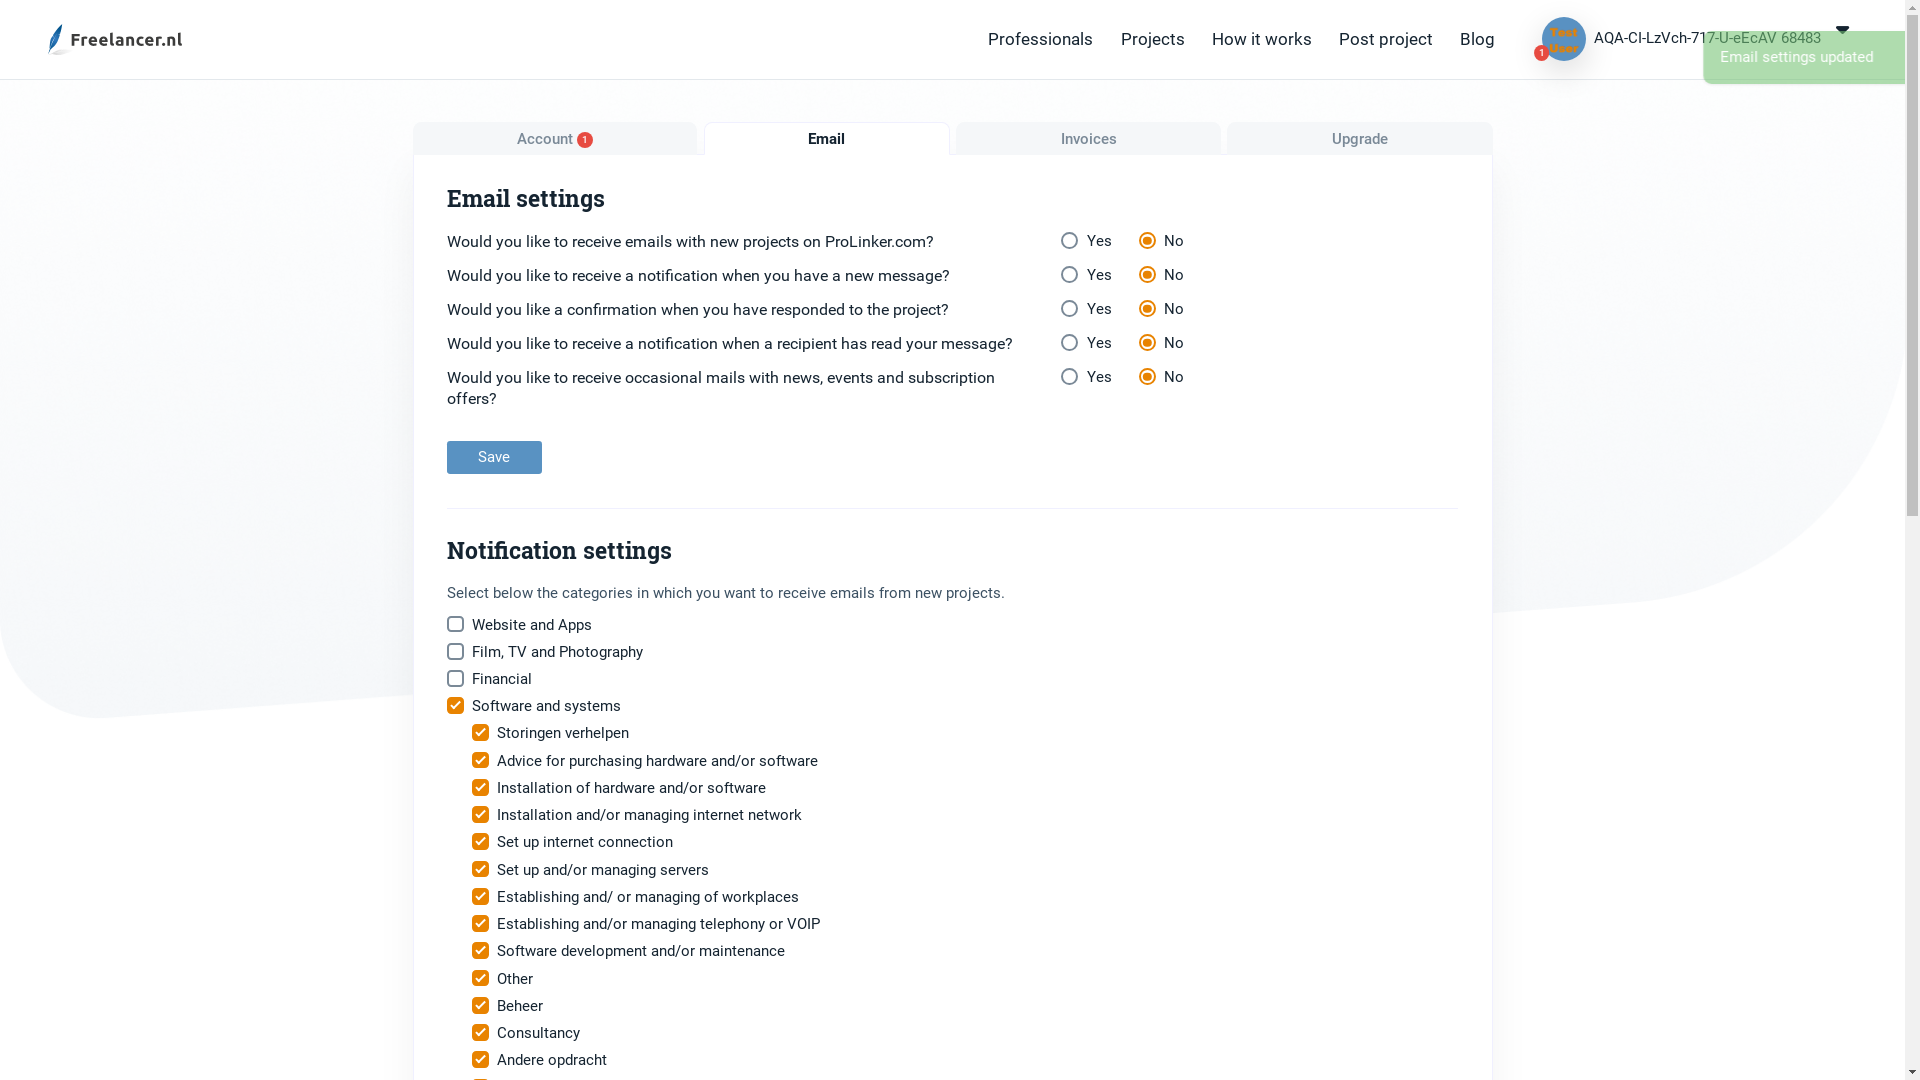 Freelancer.nl
Professionals
Projects
How it works
Post project
Blog
Test
User
1
AQA-CI-LzVch-717-U-eEcAV 68483
Email settings updated
Account 1
Email
Invoices
Upgrade
Email settings
Would you like to receive emails with new projects on ProLinker.com?
Yes
No
Would you like to receive a notification when you have a new message?
Yes
No
Would you like a confirmation when you have responded to the project?
Yes
No
Would you like to receive a notification when a recipient has read your message?
Yes
No
Would you like to receive occasional mails with news, events and subscription
offers?
Yes
No
Save
Notification settings
Select below the categories in which you want to receive emails from new projects.
Website and Apps
Film, TV and Photography
Financial
Software and systems
Storingen verhelpen
Advice for purchasing hardware and/or software
Installation of hardware and/or software
Installation and/or managing internet network
Set up internet connection
Set up and/or managing servers
Establishing and/ or managing of workplaces
Establishing and/or managing telephony or VOIP
Software development and/or maintenance
Other
Beheer
Consultancy
Andere opdracht